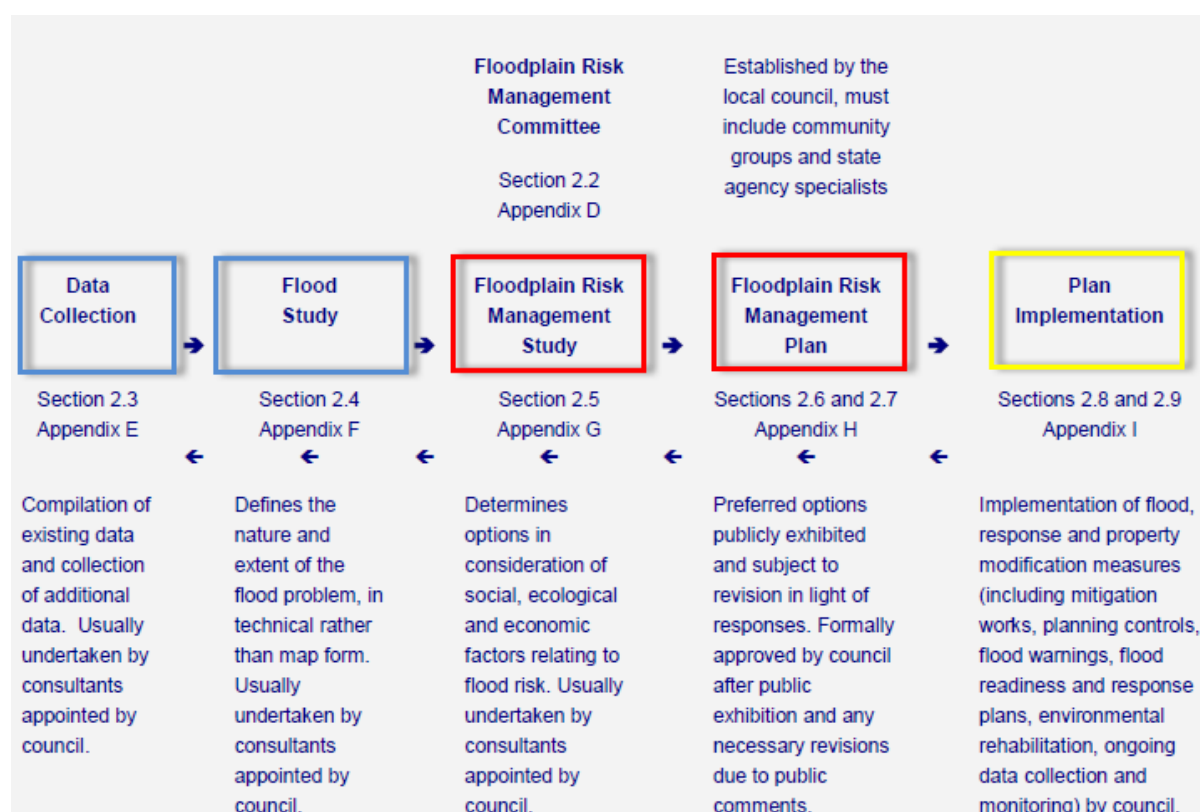 Floodplain Risk
Management
Committee
Section 2.2
Appendix D
Established by the
local council, must
include community
groups and state
agency specialists
Data
Collection
Flood
Study
Floodplain Risk
Management
Study
Floodplain Risk
Management
Plan
Plan
Implementation
Section 2.3
Appendix E
Section 2.4
Appendix F
Section 2.5
Appendix G
Sections 2.6 and 2.7
Appendix H
Sections 2.8 and 2.9
Appendix I
Compilation of
existing data
and collection
of additional
data. Usually
undertaken by
consultants
appointed by
council.
Defines the
nature and
extent of the
flood problem, in
technical rather
than map form.
Usually
undertaken by
consultants
appointed by
council.
Determines
options in
consideration of
social, ecological
and economic
factors relating to
flood risk. Usually
undertaken by
consultants
appointed by
council.
Preferred options
publicly exhibited
and subject to
revision in light of
responses. Formally
approved by council
after public
exhibition and any
necessary revisions
due to public
comments.
Implementation of flood,
response and property
modification measures
(including mitigation
works, planning controls,
flood warnings, flood
readiness and response
plans, environmental
rehabilitation, ongoing
data collection and
monitoring) by council.